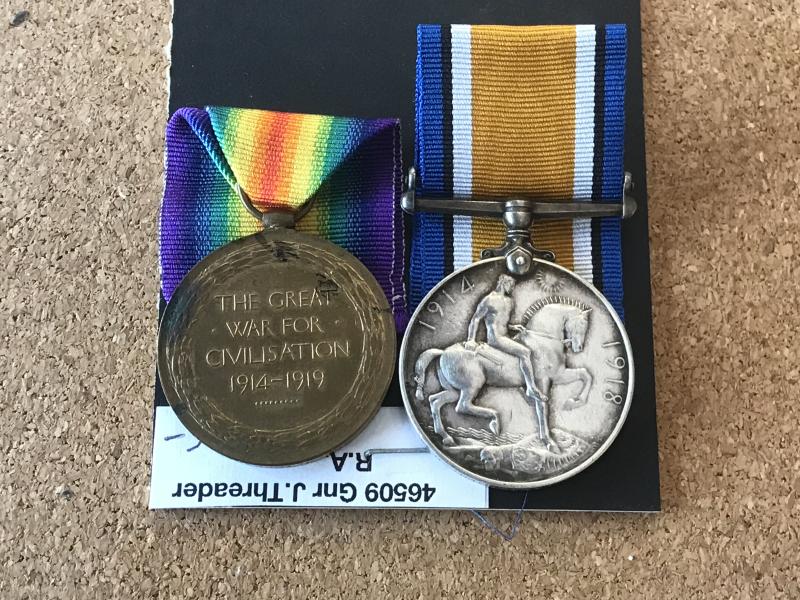 THE GREAT
WAR FOR
CIVILISATION
1914-1919
1914
1918
46509 Gnr J.Threader
R.A